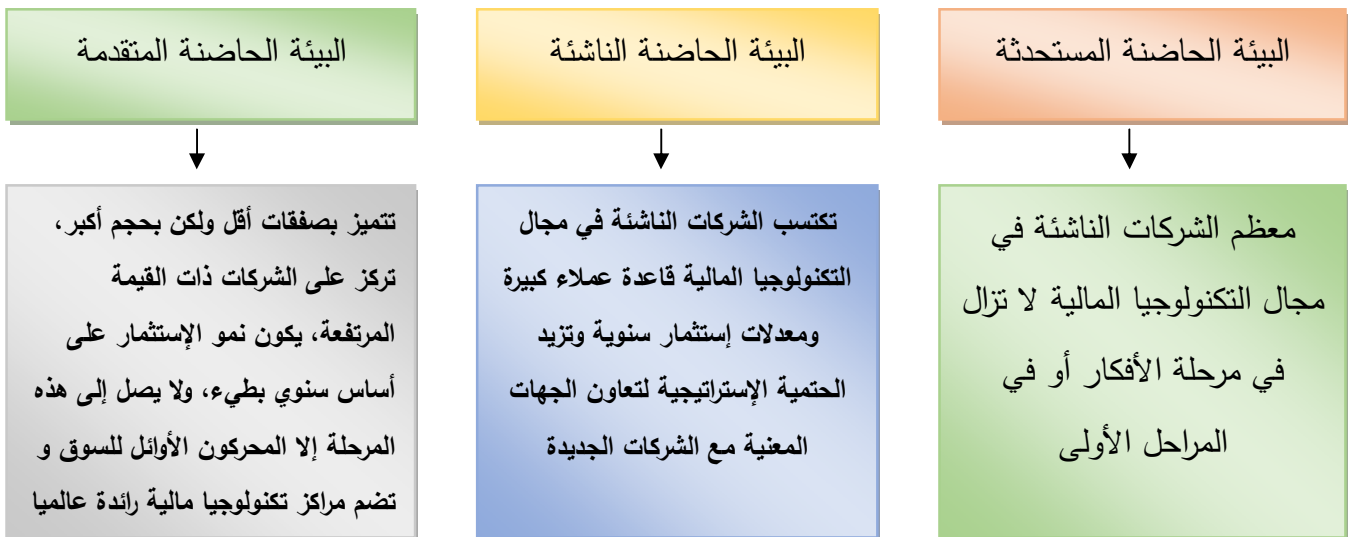 البيئة الحاضنة المستحدثة
البيئة الحاضنة الناشئة
البيئة الحاضنة المتقدمة
معظم الشركات الناشئة في
مجال التكنولوجيا المالية لا تزال
في مرحلة الأفكار أو في
المراحل الأولى
تكتسب الشركات الناشئة في مجال
التكنولوجيا المالية قاعدة عملاء كبيرة
ومعدلات إستثمار سنوية وتزيد
الحتمية الإستراتيجية لتعاون الجهات
المعنية مع الشركات الجديدة
تتميز بصفقات أقل ولكن بحجم أكبر،
تركز على الشركات ذات القيمة
المرتفعة، يكون نمو الإستثمار على
أساس سنوي بطيء، ولا يصل إلى هذه
المرحلة إلا المحركون الأوائل للسوق و
تضم مراكز تكنولوجيا مالية رائدة عالميا